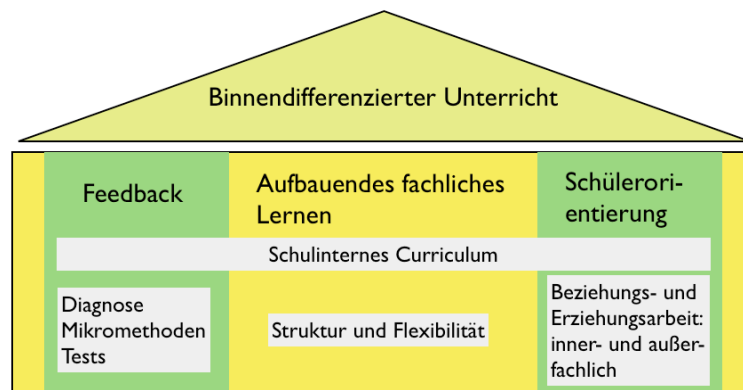 Binnendifferenzierter Unterricht
Feedback
Aufbauendes fachliches
Lernen
Schülerori-
entierung
Schulinternes Curriculum
Diagnose
Mikromethoden
Tests
Struktur und Flexibilität
Beziehungs- und
Erziehungsarbeit:
inner- und außer-
fachlich